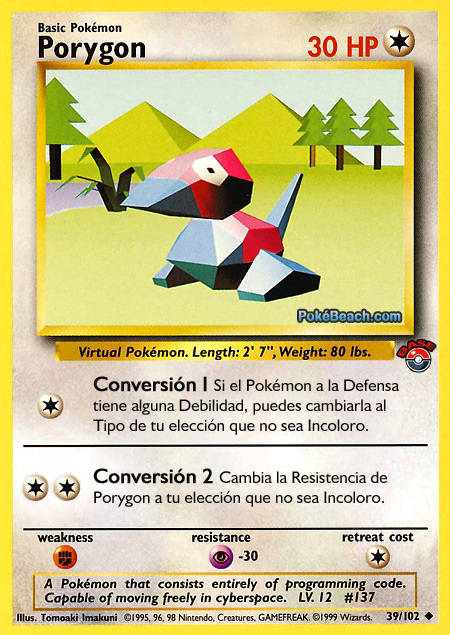 Basic Pokémon
Porygon
30 HP
PokéBeach.com
BASE
Virtual Pokémon. Length: 2' 7", Weight: 80 lbs.
Conversión 1 Si el Pokémon a la Defensa
tiene alguna Debilidad, puedes cambiarla al
Tipo de tu elección que no sea Incoloro.
Conversión 2 Cambia la Resistencia de
Porygon a tu elección que no sea Incoloro.
weakness
resistance
retreat cost
-30
A Pokémon that consists entirely of programming code.
Capable of moving freely in cyberspace. LV. 12 #137
Illus. Tomoaki Imakuni ©1995, 96, 98 Nintendo, Creatures, GAMEFREAK. ©1999 Wizards. 39/102